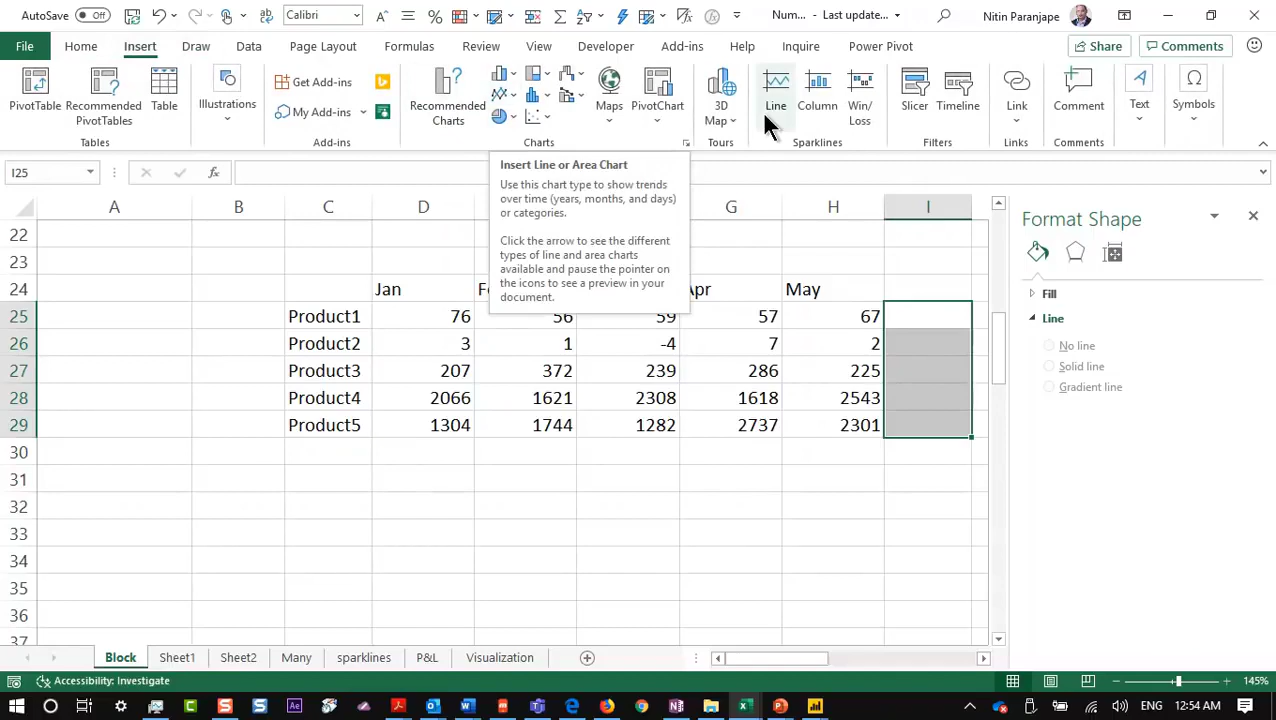 AutoSave Off Calibri Num... - Last update... Nitin Paranjape
File Home Insert Draw Data Page Layout Formulas Review View Developer Add-ins Help Inquire Power Pivot Share Comments
PivotTable Recommended PivotTables Table Illustrations Get Add-ins My Add-ins Recommended Charts Maps PivotChart 3D Map Line Column Win/Loss Slicer Timeline Link Comment Text Symbols
Tables Add-ins Charts Tours Sparklines Filters Links Comments
I25 fx
Insert Line or Area Chart
Use this chart type to show trends
over time (years, months, and days)
or categories.
Click the arrow to see the different
types of line and area charts
available and pause the pointer on
the icons to see a preview in your
document.
A B C D G H I
22
23
24 Jan May
25 Product1 76 56 59 57 67
26 Product2 3 1 -4 7 2
27 Product3 207 372 239 286 225
28 Product4 2066 1621 2308 1618 2543
29 Product5 1304 1744 1282 2737 2301
30
31
32
33
34
35
36
37
Format Shape
Fill
Line
No line
Solid line
Gradient line
Block Sheet1 Sheet2 Many sparklines P&L Visualization
Accessibility: Investigate 145%
ENG 12:54 AM